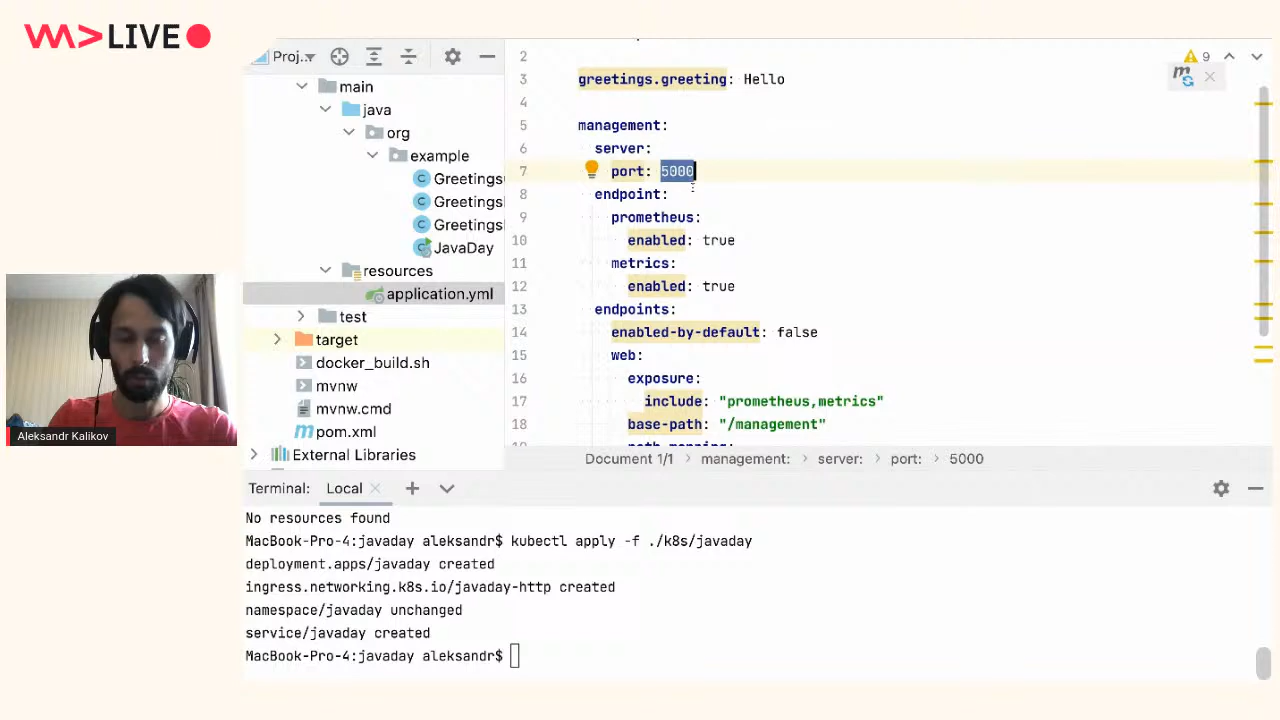 LIVE
Proj..
main
java
org
example
Greetings
Greetings
Greetings
JavaDay
resources
application.yml
test
target
docker_build.sh
mvnw
mvnw.cmd
pom.xml
External Libraries
Aleksandr Kalikov
9
2
3 greetings.greeting: Hello
4
5 management:
6 server:
7 port: 5000
8 endpoint:
9 prometheus:
10 enabled: true
11 metrics:
12 enabled: true
13 endpoints:
14 enabled-by-default: false
15 web:
16 exposure:
17 include: "prometheus,metrics"
18 base-path: "/management"
Document 1/1 > management: > server: > port: > 5000
Terminal: Local
No resources found
MacBook-Pro-4:javaday aleksandr$ kubectl apply -f ./k8s/javaday
deployment.apps/javaday created
ingress.networking.k8s.io/javaday-http created
namespace/javaday unchanged
service/javaday created
MacBook-Pro-4:javaday aleksandr$